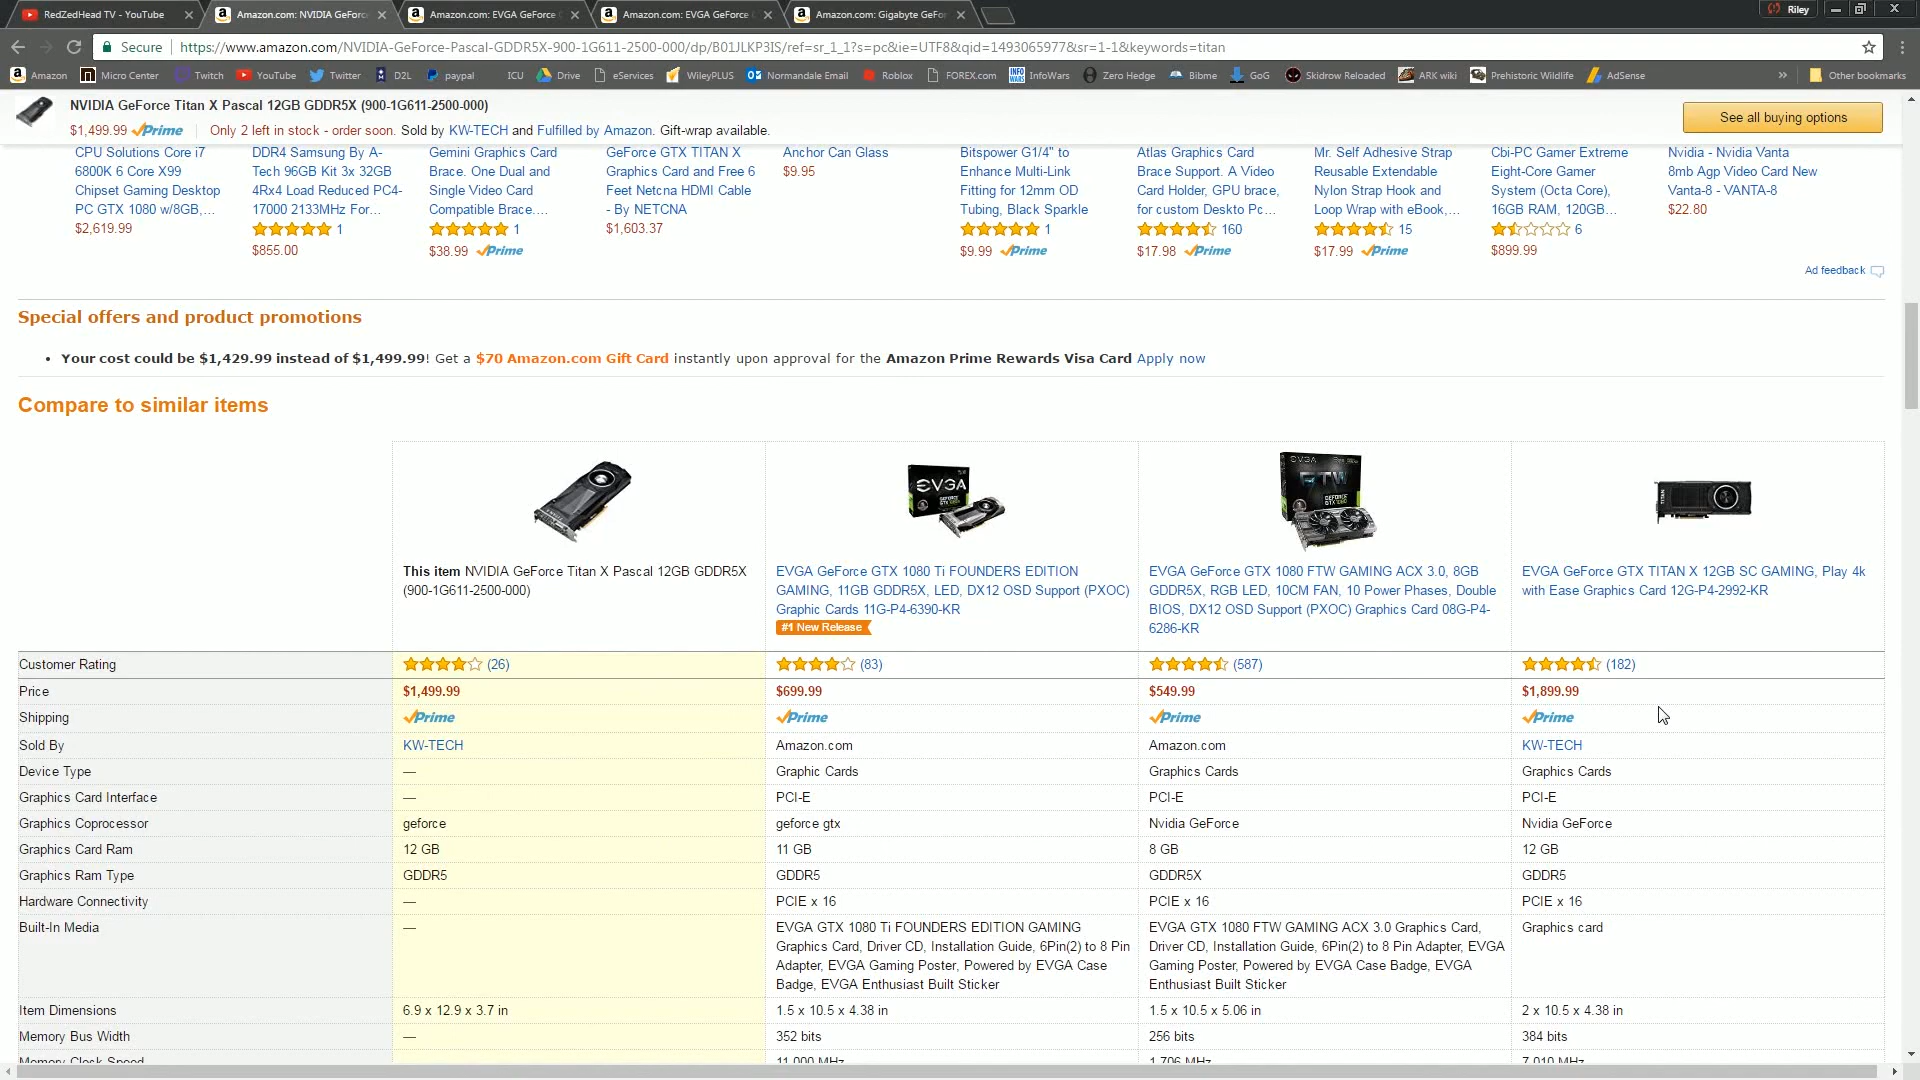 RedZedHead TV - YouTube
Amazon.com: NVIDIA GeForc
Amazon.com: EVGA GeForce
Amazon.com: EVGA GeForce
Amazon.com: Gigabyte GeFor
Riley
Secure
https://www.amazon.com/NVIDIA-GeForce-Pascal-GDDR5X-900-1G611-2500-000/dp/B01JLKP3IS/ref=sr_1_1?s=pc&ie=UTF8&qid=1493065977&sr=1-1&keywords=titan
Amazon Micro Center Twitch YouTube Twitter D2L paypal ICU Drive eServices WileyPLUS Normandale Email Roblox FOREX.com InfoWars Zero Hedge Bibme GoG Skidrow Reloaded ARK wiki Prehistoric Wildlife AdSense » Other bookmarks
NVIDIA GeForce Titan X Pascal 12GB GDDR5X (900-1G611-2500-000)
$1,499.99 Prime Only 2 left in stock - order soon. Sold by KW-TECH and Fulfilled by Amazon. Gift-wrap available.
See all buying options
CPU Solutions Core i7
6800K 6 Core X99
Chipset Gaming Desktop
PC GTX 1080 w/8GB,...
$2,619.99
DDR4 Samsung By A-
Tech 96GB Kit 3x 32GB
4Rx4 Load Reduced PC4-
17000 2133MHz For...
1
$855.00
Gemini Graphics Card
Brace. One Dual and
Single Video Card
Compatible Brace....
1
$38.99 Prime
GeForce GTX TITAN X
Graphics Card and Free 6
Feet Netcna HDMI Cable
- By NETCNA
$1,603.37
Anchor Can Glass
$9.95
Bitspower G1/4" to
Enhance Multi-Link
Fitting for 12mm OD
Tubing, Black Sparkle
1
$9.99 Prime
Atlas Graphics Card
Brace Support. A Video
Card Holder, GPU brace,
for custom Deskto Pc...
160
$17.98 Prime
Mr. Self Adhesive Strap
Reusable Extendable
Nylon Strap Hook and
Loop Wrap with eBook,...
15
$17.99 Prime
Cbi-PC Gamer Extreme
Eight-Core Gamer
System (Octa Core),
16GB RAM, 120GB...
6
$899.99
Nvidia - Nvidia Vanta
8mb Agp Video Card New
Vanta-8 - VANTA-8
$22.80
Ad feedback
Special offers and product promotions
• Your cost could be $1,429.99 instead of $1,499.99! Get a $70 Amazon.com Gift Card instantly upon approval for the Amazon Prime Rewards Visa Card Apply now
Compare to similar items
EVGA
EVGA
FTW
TITAN
This item NVIDIA GeForce Titan X Pascal 12GB GDDR5X
(900-1G611-2500-000)
EVGA GeForce GTX 1080 Ti FOUNDERS EDITION
GAMING, 11GB GDDR5X, LED, DX12 OSD Support (PXOC)
Graphic Cards 11G-P4-6390-KR
#1 New Release
EVGA GeForce GTX 1080 FTW GAMING ACX 3.0, 8GB
GDDR5X, RGB LED, 10CM FAN, 10 Power Phases, Double
BIOS, DX12 OSD Support (PXOC) Graphics Card 08G-P4-
6286-KR
EVGA GeForce GTX TITAN X 12GB SC GAMING, Play 4k
with Ease Graphics Card 12G-P4-2992-KR
Customer Rating (26) (83) (587) (182)
Price $1,499.99 $699.99 $549.99 $1,899.99
Shipping Prime Prime Prime Prime
Sold By KW-TECH Amazon.com Amazon.com KW-TECH
Device Type — Graphic Cards Graphics Cards Graphics Cards
Graphics Card Interface — PCI-E PCI-E PCI-E
Graphics Coprocessor geforce geforce gtx Nvidia GeForce Nvidia GeForce
Graphics Card Ram 12 GB 11 GB 8 GB 12 GB
Graphics Ram Type GDDR5 GDDR5 GDDR5X GDDR5
Hardware Connectivity — PCIE x 16 PCIE x 16 PCIE x 16
Built-In Media —
EVGA GTX 1080 Ti FOUNDERS EDITION GAMING
Graphics Card, Driver CD, Installation Guide, 6Pin(2) to 8 Pin
Adapter, EVGA Gaming Poster, Powered by EVGA Case
Badge, EVGA Enthusiast Built Sticker
EVGA GTX 1080 FTW GAMING ACX 3.0 Graphics Card,
Driver CD, Installation Guide, 6Pin(2) to 8 Pin Adapter, EVGA
Gaming Poster, Powered by EVGA Case Badge, EVGA
Enthusiast Built Sticker
Graphics card
Item Dimensions 6.9 x 12.9 x 3.7 in 1.5 x 10.5 x 4.38 in 1.5 x 10.5 x 5.06 in 2 x 10.5 x 4.38 in
Memory Bus Width — 352 bits 256 bits 384 bits
Memory Clock Speed 11,000 MHz 1,706 MHz 7,010 MHz